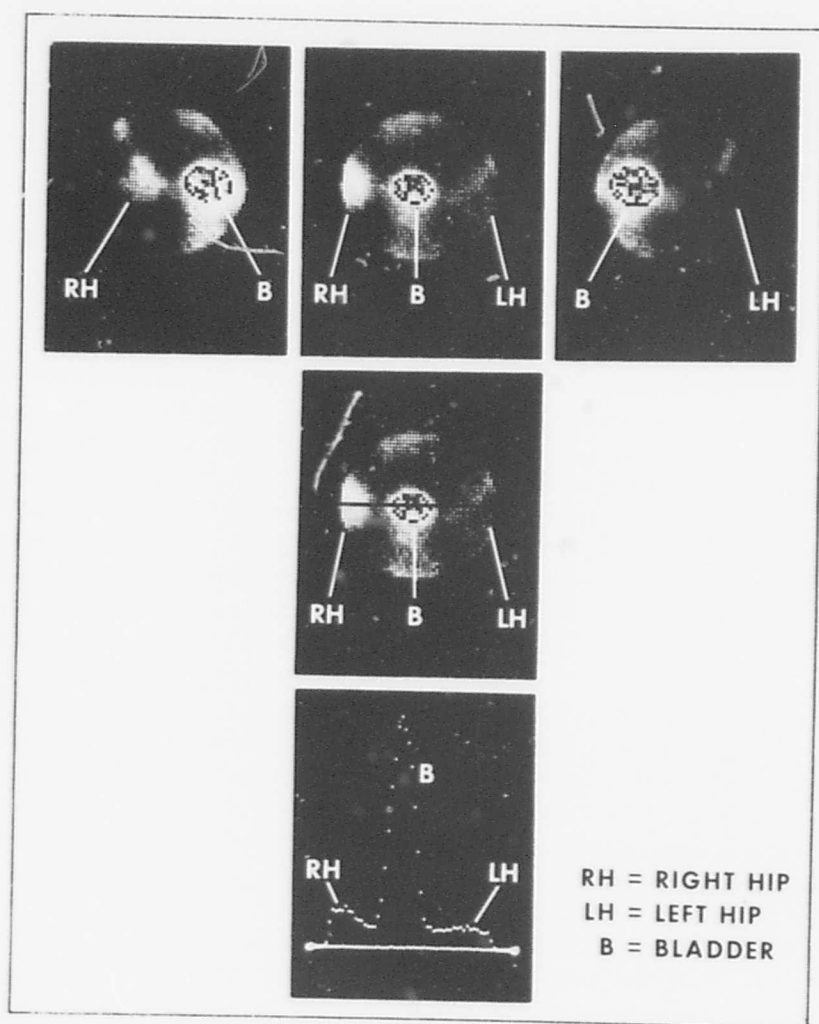 RH
B
RH
B
LH
B
LH
RH
B
LH
B
RH
LH
RH = RIGHT HIP
LH = LEFT HIP
B = BLADDER